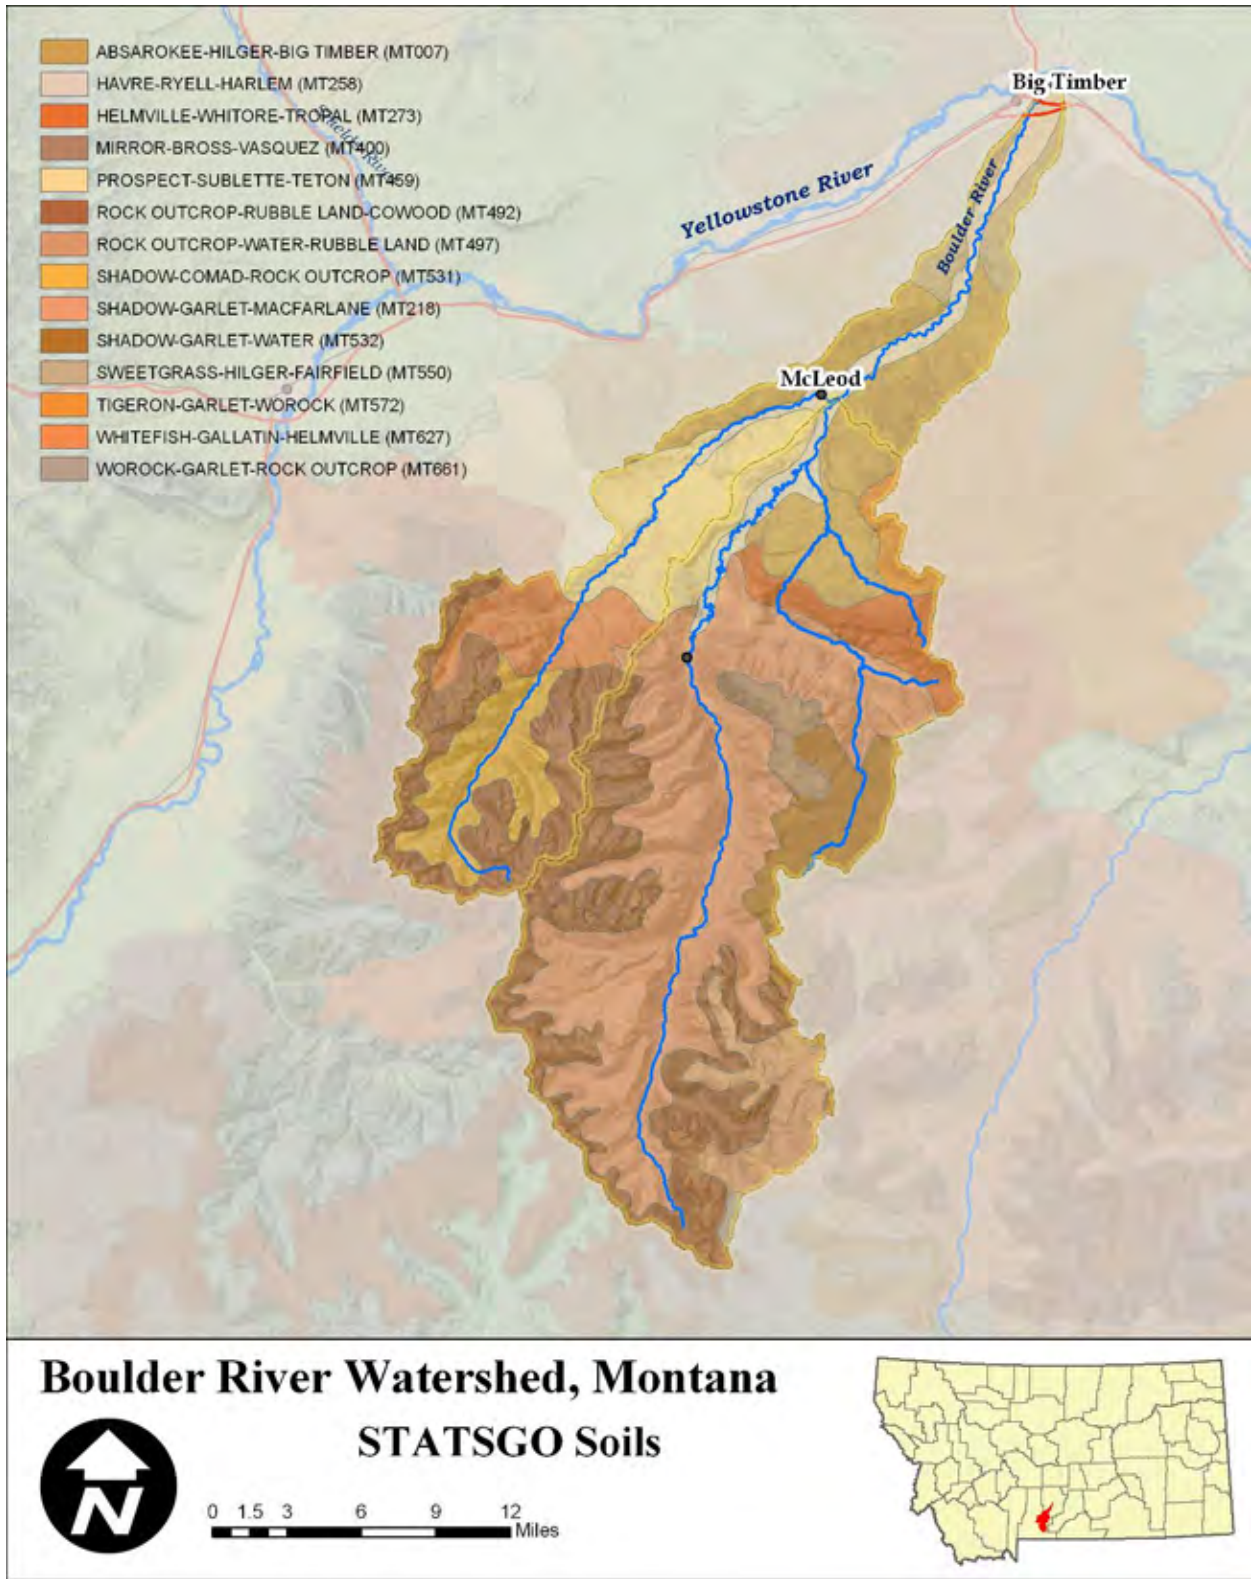 ABSAROKEE-HILGER-BIG TIMBER (MT007)
HAVRE-RYELL-HARLEM (MT258)
HELMVILLE-WHITORE-TROPAL (MT273)
MIRROR-BROSS-VASQUEZ (MT400)
PROSPECT-SUBLETTE-TETON (MT459)
ROCK OUTCROP-RUBBLE LAND-COWOOD (MT492)
ROCK OUTCROP-WATER-RUBBLE LAND (MT497)
SHADOW-COMAD-ROCK OUTCROP (MT531)
SHADOW-GARLET-MACFARLANE (MT218)
SHADOW-GARLET-WATER (MT532)
SWEETGRASS-HILGER-FAIRFIELD (MT550)
TIGERON-GARLET-WOROCK (MT572)
WHITEFISH-GALLATIN-HELMVILLE (MT627)
WOROCK-GARLET-ROCK OUTCROP (MT661)
Big Timber
Yellowstone River
Boulder River
McLeod
Boulder River Watershed, Montana
STATSGO Soils
N
0 1.5 3 6 9 12
Miles